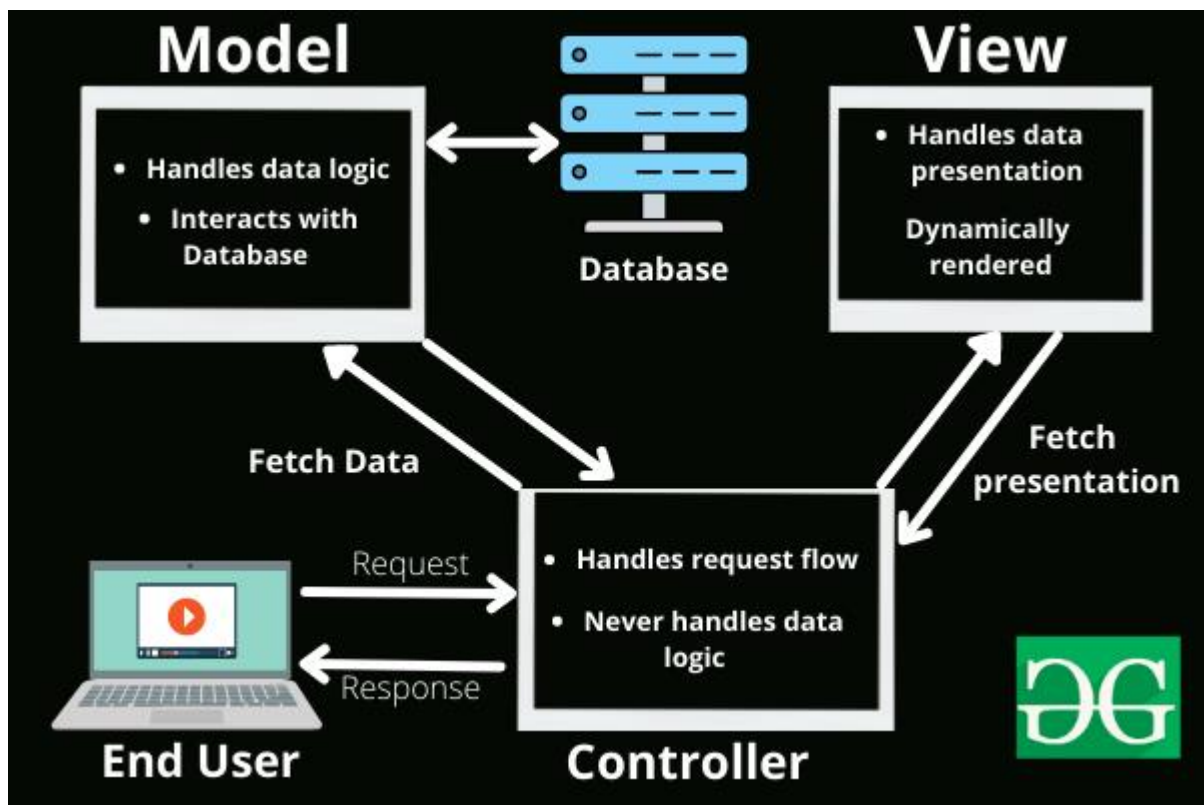 Model
View
• Handles data logic
• Interacts with
Database
Database
• Handles data
presentation
Dynamically
rendered
Fetch Data
Fetch
presentation
Request
Response
• Handles request flow
• Never handles data
logic
End User
Controller